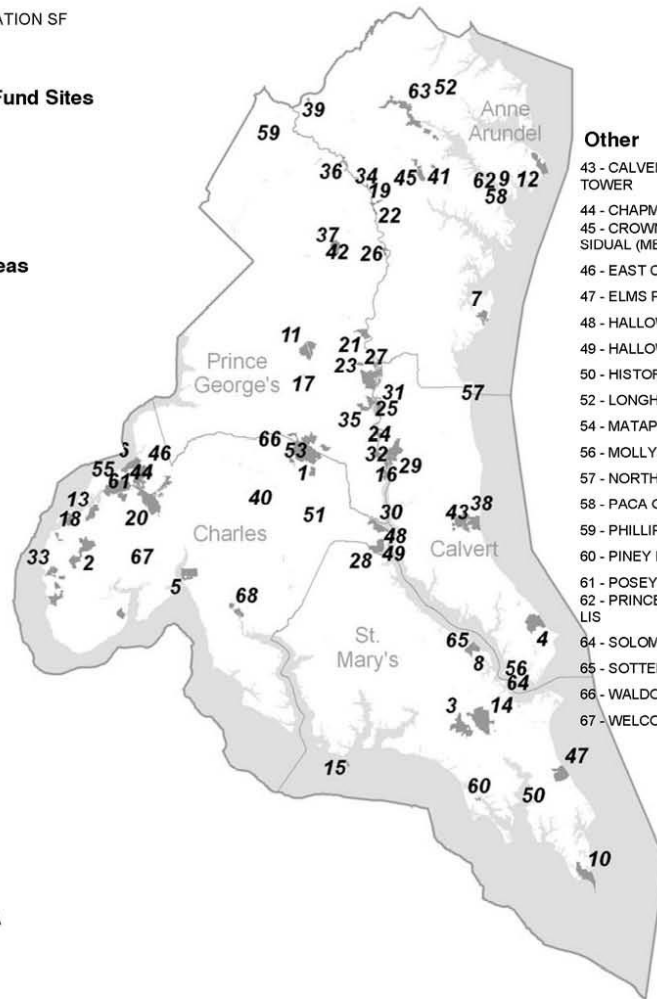 ATION SF
Fund Sites
eas
63 52
39
59
Anne
Arundel
36 34 45 41 62 9 12
19
58
22
37
42 26
7
11
21
27
23
Prince
George's
17
31
25
57
35
24
66
53
32
29
16
1
6
46
55
44
61
13
18
20
40
51
30
43 38
48
49
28
Charles
Calvert
33
2
67
5
68
St.
Mary's
65
8
4
56
64
3
14
15
47
60
50
10
Other
43 - CALVE
TOWER
44 - CHAPM
45 - CROWN
SIDUAL (ME
46 - EAST C
47 - ELMS P
48 - HALLOW
49 - HALLOW
50 - HISTOR
52 - LONGH
54 - MATAP
56 - MOLLY
57 - NORTH
58 - PACA
59 - PHILLIP
60 - PINEY
61 - POSEY
62 - PRINCE
LIS
64 - SOLOM
65 - SOTTE
66 - WALDO
67 - WELCO